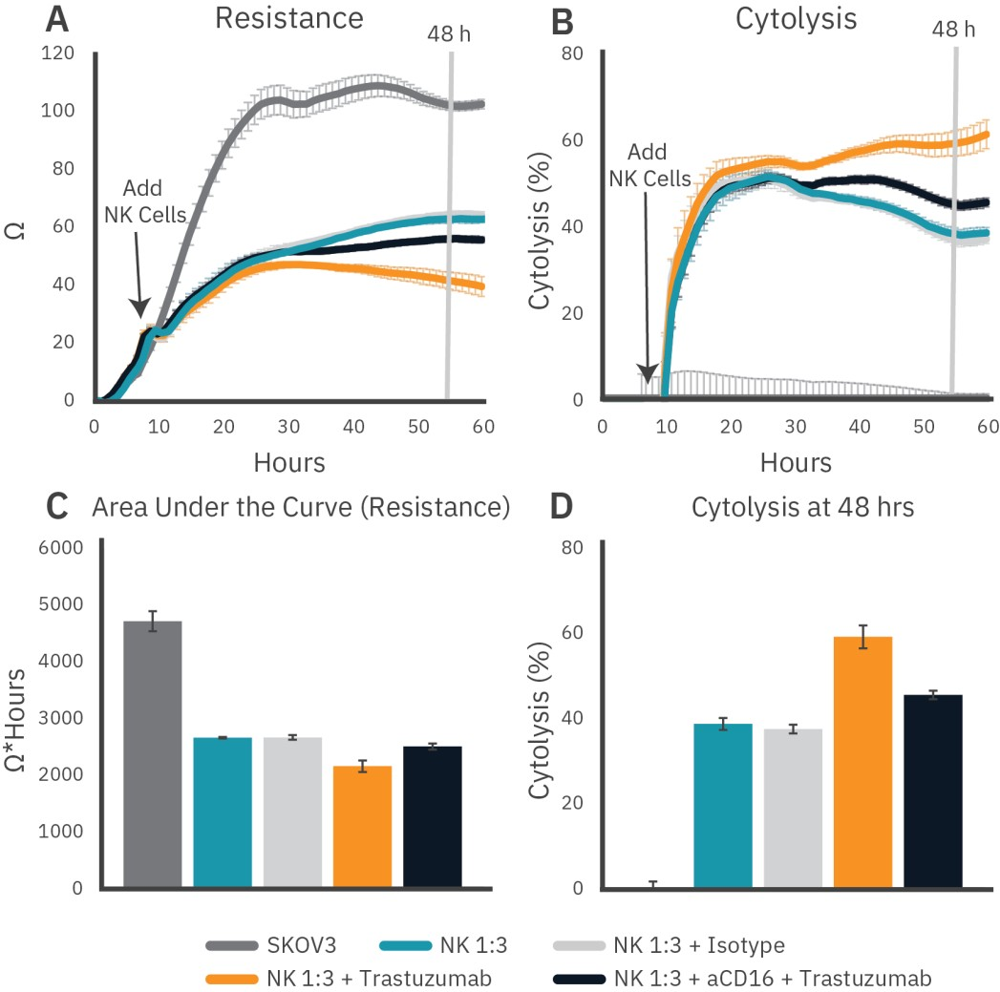 A Resistance
48 h
120
100
80
60
40
20
0
Ω
Add
NK Cells
0 10 20 30 40 50 60
Hours
B Cytolysis
48 h
80
60
40
20
0
Cytolysis (%)
Add
NK Cells
0 10 20 30 40 50 60
Hours
C Area Under the Curve (Resistance)
6000
5000
4000
3000
2000
1000
0
Ω*Hours
D Cytolysis at 48 hrs
80
60
40
20
0
Cytolysis (%)
SKOV3 NK 1:3 NK 1:3 + Isotype
NK 1:3 + Trastuzumab NK 1:3 + aCD16 + Trastuzumab